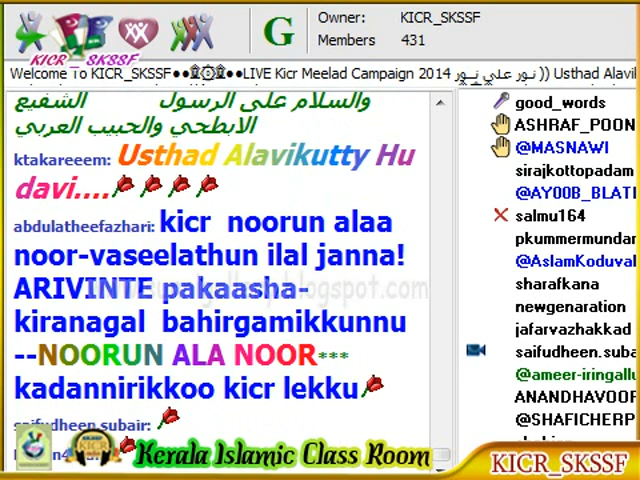 Owner: KICR_SKSSF
G
Members 431
KICR_SKSSF
Welcome To KICR_SKSSF●●۩۞۩●●LIVE Kicr Meelad Campaign 2014 نور علي نور )) Usthad Alavil
والسلام على الرسول الشفيع
الابطحي والحبيب العربي
ktakareeem: Usthad Alavikutty Hu
davi....
abdulatheefazhari: kicr noorun alaa
noor-vaseelathun ilal janna!
ARIVINTE pakaasha-
kiranagal bahirgamikkunnu
--NOORUN ALA NOOR***
kadannirikkoo kicr lekku
saifudheen subair:
good_words
ASHRAF_POON
@MASNAWI
sirajkottopadam
@AY00B_BLATI
salmu164
pkummermundar
@AslamKoduval
sharafkana
newgenaration
jafarvazhakkad
saifudheen.suba
@ameer-iringallu
ANANDHAVOOF
@SHAFICHERP
Kerala Islamic Class Room
KICR_SKSSF